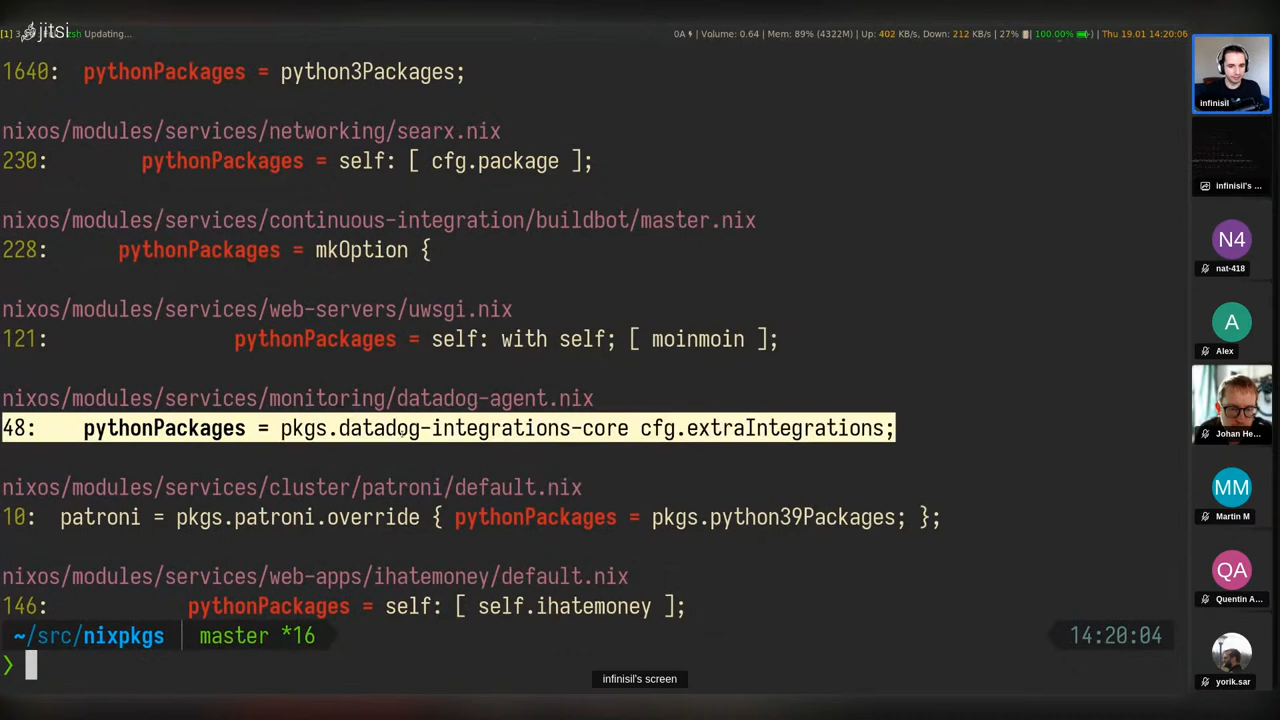 jitsi
[1] zsh Updating...
0A | Volume: 0.64 | Mem: 89% (4322M) | Up: 402 KB/s, Down: 212 KB/s | 27% | 100.00% | Thu 19.01 14:20:06
1640: pythonPackages = python3Packages;
nixos/modules/services/networking/searx.nix
230: pythonPackages = self: [ cfg.package ];
nixos/modules/services/continuous-integration/buildbot/master.nix
228: pythonPackages = mkOption {
nixos/modules/services/web-servers/uwsgi.nix
121: pythonPackages = self: with self; [ moinmoin ];
nixos/modules/services/monitoring/datadog-agent.nix
48: pythonPackages = pkgs.datadog-integrations-core cfg.extraIntegrations;
nixos/modules/services/cluster/patroni/default.nix
10: patroni = pkgs.patroni.override { pythonPackages = pkgs.python39Packages; };
nixos/modules/services/web-apps/ihatemoney/default.nix
146: pythonPackages = self: [ self.ihatemoney ];
~/src/nixpkgs master *16 14:20:04
❯
infinisil's screen
infinisil
infinisil's ...
N4
nat-418
A
Alex
Johan He...
MM
Martin M
QA
Quentin A...
yorik.sar